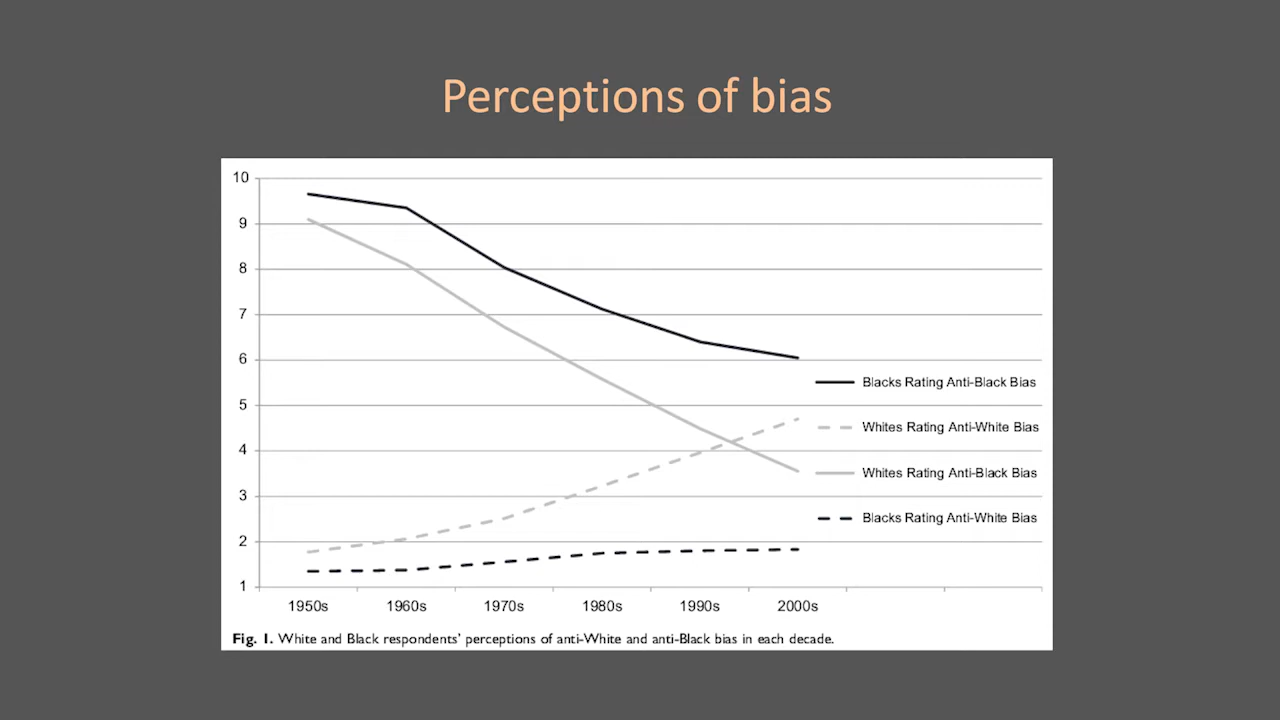 Perceptions of bias
10
9
8
7
6
5
4
3
2
1
Blacks Rating Anti-Black Bias
Whites Rating Anti-White Bias
Whites Rating Anti-Black Bias
Blacks Rating Anti-White Bias
1950s 1960s 1970s 1980s 1990s 2000s
Fig. 1. White and Black respondents' perceptions of anti-White and anti-Black bias in each decade.